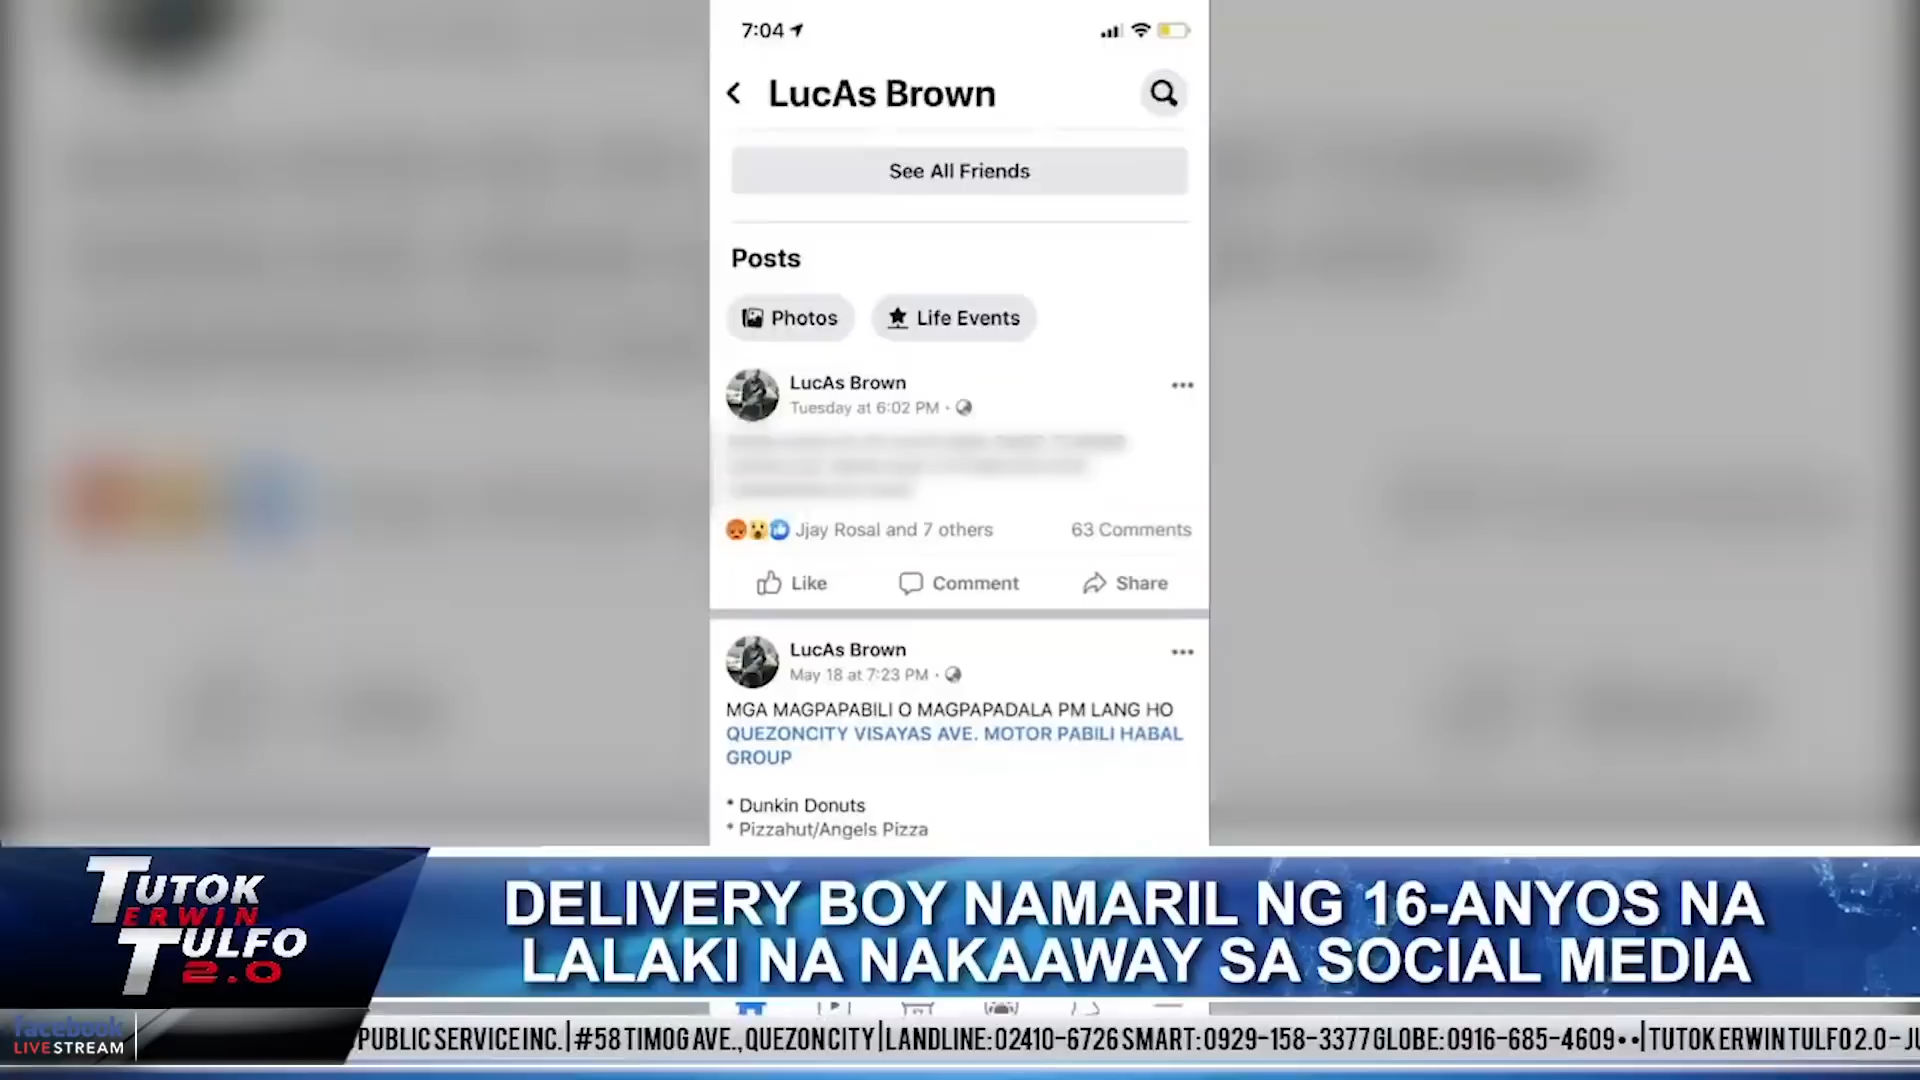 7:04
LucAs Brown
See All Friends
Posts
Photos
Life Events
LucAs Brown
Tuesday at 6:02 PM ·
Jjay Rosal and 7 others
63 Comments
Like
Comment
Share
LucAs Brown
May 18 at 7:23 PM ·
MGA MAGPAPABILI O MAGPAPADALA PM LANG HO
QUEZONCITY VISAYAS AVE. MOTOR PABILI HABAL
GROUP
* Dunkin Donuts
* Pizzahut/Angels Pizza
TUTOK
ERWIN
TULFO
2.0
DELIVERY BOY NAMARIL NG 16-ANYOS NA
LALAKI NA NAKAAWAY SA SOCIAL MEDIA
facebook
LIVESTREAM
PUBLIC SERVICE INC. | #58 TIMOG AVE., QUEZON CITY | LANDLINE: 02410-6726 SMART: 0929-158-3377 GLOBE: 0916-685-4609 • • | TUTOK ERWIN TULFO 2.0 - JU